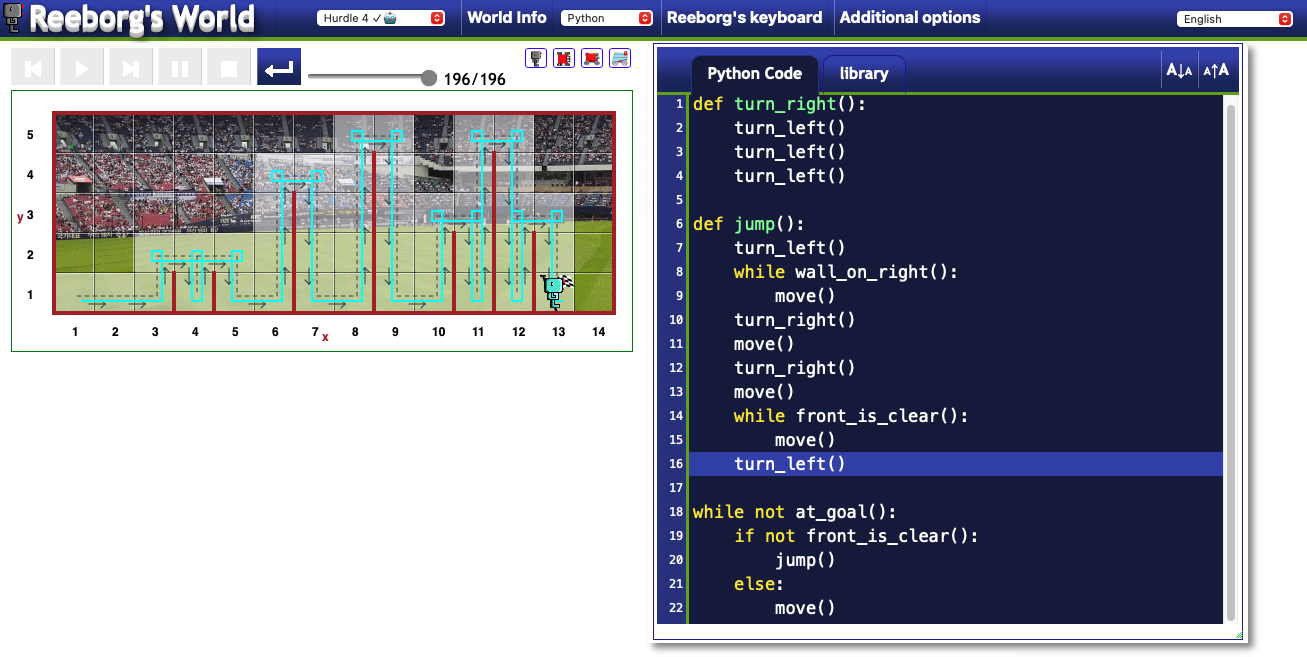 Reeborg's World
Hurdle 4 ✓ 🤖
World Info
Python
Reeborg's keyboard
Additional options
English
196/196
5
4
y 3
2
1
1 2 3 4 5 6 7 x 8 9 10 11 12 13 14
Python Code
library
A↓A A↑A
1 def turn_right():
2 turn_left()
3 turn_left()
4 turn_left()
5
6 def jump():
7 turn_left()
8 while wall_on_right():
9 move()
10 turn_right()
11 move()
12 turn_right()
13 move()
14 while front_is_clear():
15 move()
16 turn_left()
17
18 while not at_goal():
19 if not front_is_clear():
20 jump()
21 else:
22 move()